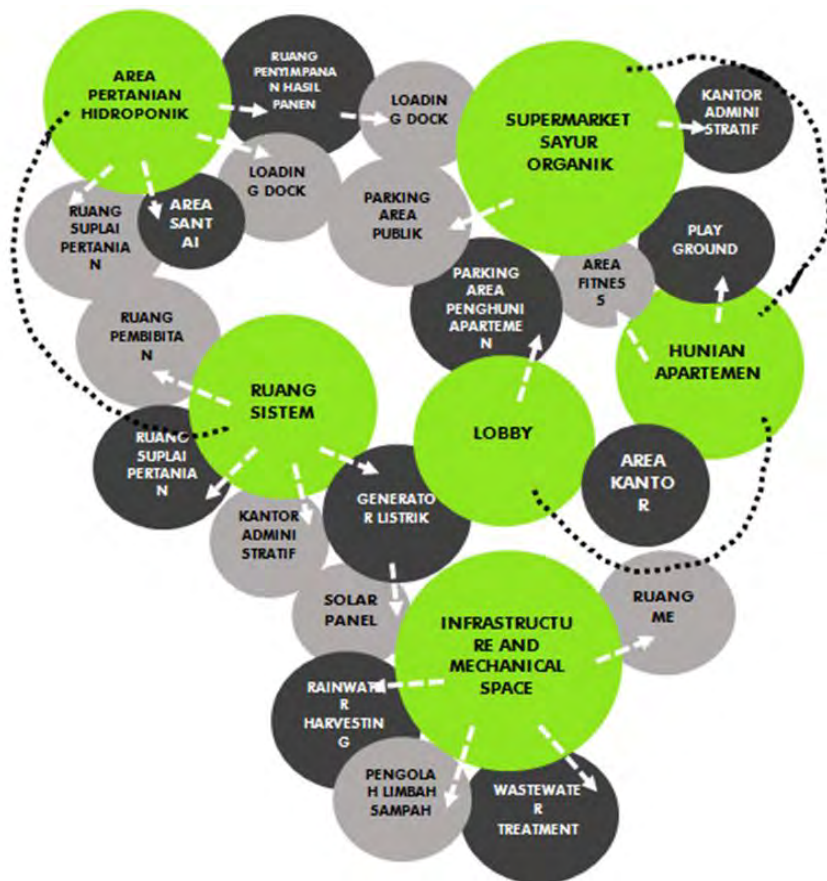 AREA
PERTANIAN
HIDROPONIK
RUANG
PENYIMPANA
N HASIL
PANEN
LOADIN
G DOCK
SUPERMARKET
SAYUR
ORGANIK
KANTOR
ADMINI
STRATIF
LOADIN
G DOCK
RUANG
SUPLAI
PERTANIA
N
AREA
SANT
AI
PARKING
AREA
PUBLIK
PLAY
GROUND
PARKING
AREA
PENGHUNI
APARTEME
N
AREA
FITNES
S
RUANG
PEMBIBITA
N
RUANG
SISTEM
HUNIAN
APARTEMEN
LOBBY
RUANG
SUPLAI
PERTANIA
N
AREA
KANTO
R
GENERATO
R LISTRIK
KANTOR
ADMINI
STRATIF
SOLAR
PANEL
INFRASTRUCTU
RE AND
MECHANICAL
SPACE
RUANG
ME
RAINWATE
R
HARVESTIN
G
PENGOLA
H LIMBAH
SAMPAH
WASTEWATE
R
TREATMENT